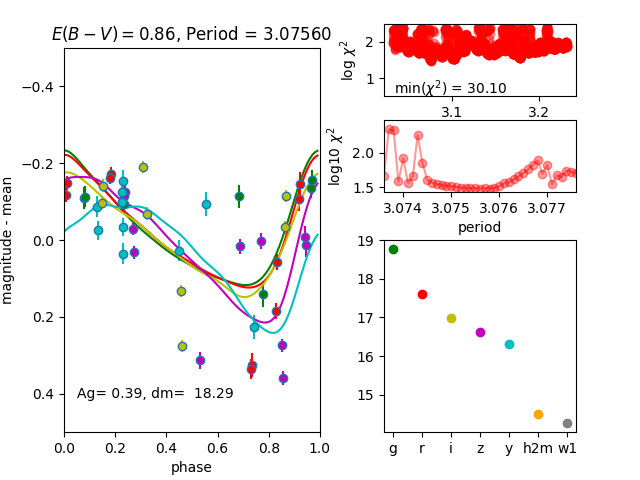 E(B − V) = 0.86, Period = 3.07560
magnitude - mean
−0.4
−0.2
0.0
0.2
0.4
Ag= 0.39, dm=  18.29
0.0 0.2 0.4 0.6 0.8 1.0
phase
log χ²
2
1
min(χ²) = 30.10
3.1 3.2
log10 χ²
2.0
1.5
3.074 3.075 3.076 3.077
period
19
18
17
16
15
g r i z y h2m w1